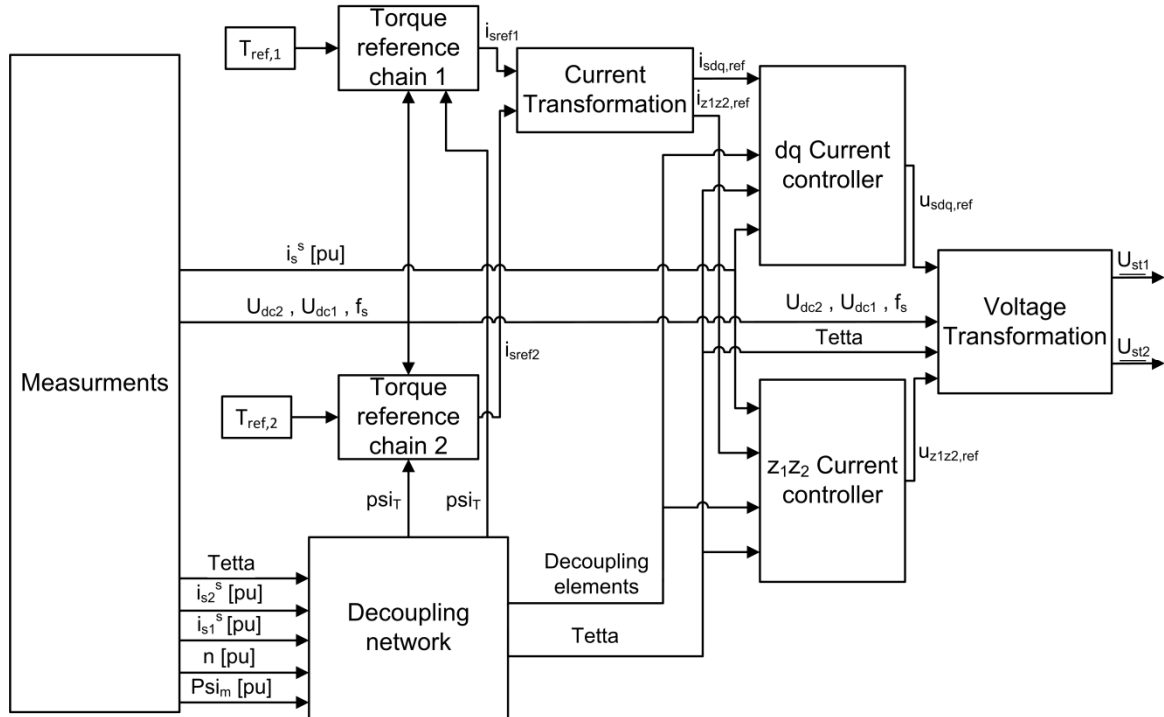 Measurments
T_ref,1
Torque
reference
chain 1
i_sref1
Current
Transformation
i_sdq,ref
i_z1z2,ref
dq Current
controller
u_sdq,ref
i_s^s [pu]
U_dc2 , U_dc1 , f_s
U_dc2 , U_dc1 , f_s
Tetta
Voltage
Transformation
U_st1
U_st2
i_sref2
T_ref,2
Torque
reference
chain 2
z_1z_2 Current
controller
u_z1z2,ref
psi_T
psi_T
Tetta
i_s2^s [pu]
i_s1^s [pu]
n [pu]
Psi_m [pu]
Decoupling
network
Decoupling
elements
Tetta